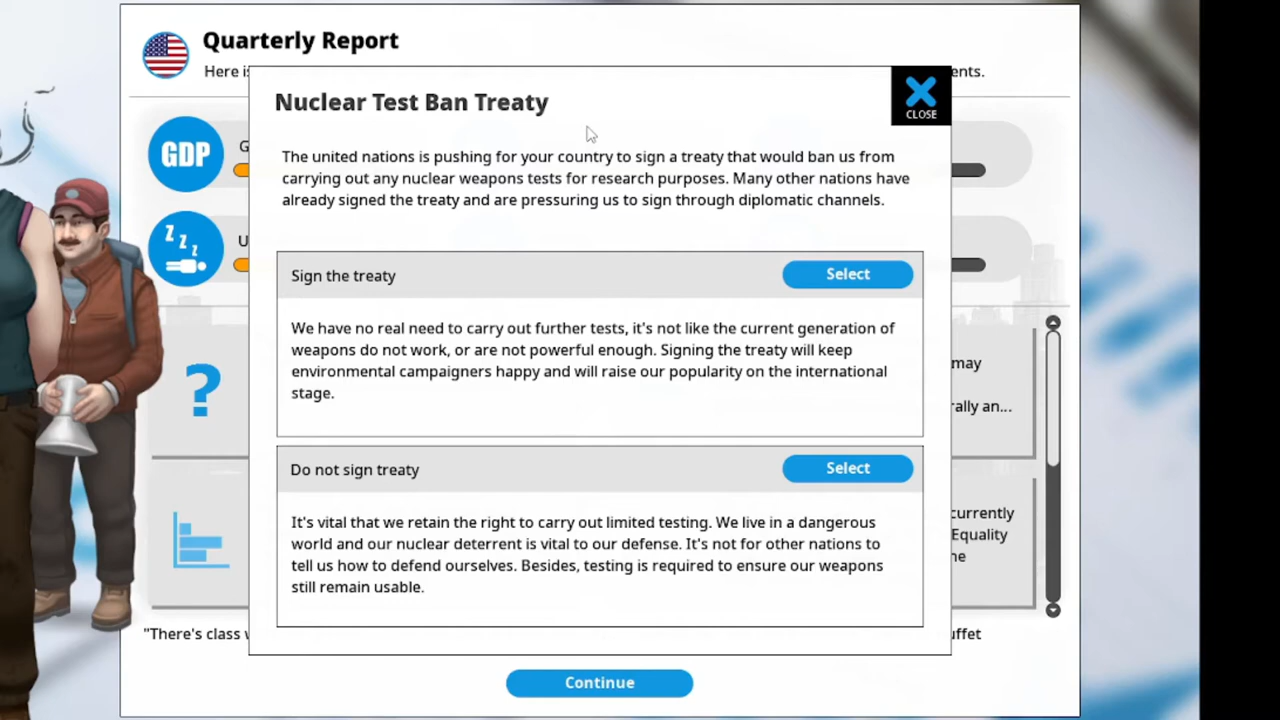 Quarterly Report
Here is
ents.
Nuclear Test Ban Treaty
CLOSE
GDP
G
The united nations is pushing for your country to sign a treaty that would ban us from
carrying out any nuclear weapons tests for research purposes. Many other nations have
already signed the treaty and are pressuring us to sign through diplomatic channels.
Z Z Z
U
Sign the treaty
Select
We have no real need to carry out further tests, it's not like the current generation of
weapons do not work, or are not powerful enough. Signing the treaty will keep
environmental campaigners happy and will raise our popularity on the international
stage.
?
may
rally an...
Do not sign treaty
Select
It's vital that we retain the right to carry out limited testing. We live in a dangerous
world and our nuclear deterrent is vital to our defense. It's not for other nations to
tell us how to defend ourselves. Besides, testing is required to ensure our weapons
still remain usable.
currently
Equality
ne
"There's class w
uffet
Continue